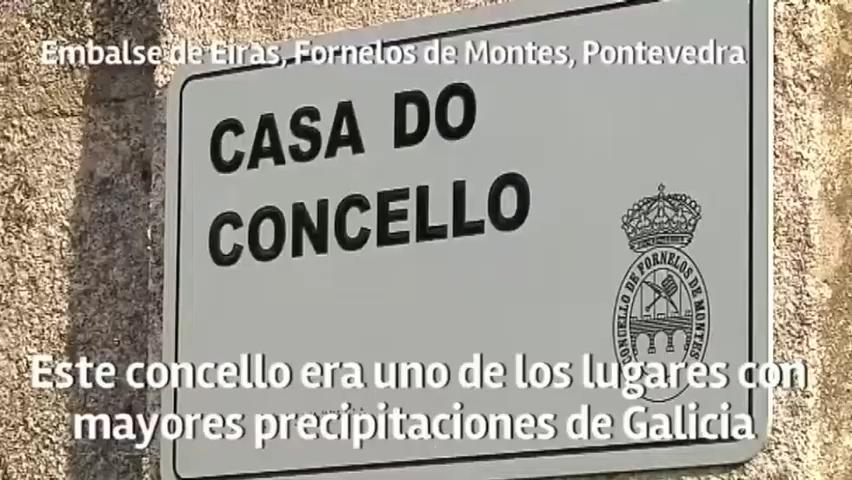 Embalse de Eiras, Fornelos de Montes, Pontevedra
CASA DO
CONCELLO
CONCELLO DE FORNELOS DE MONTES
Este concello era uno de los lugares con
mayores precipitaciones de Galicia